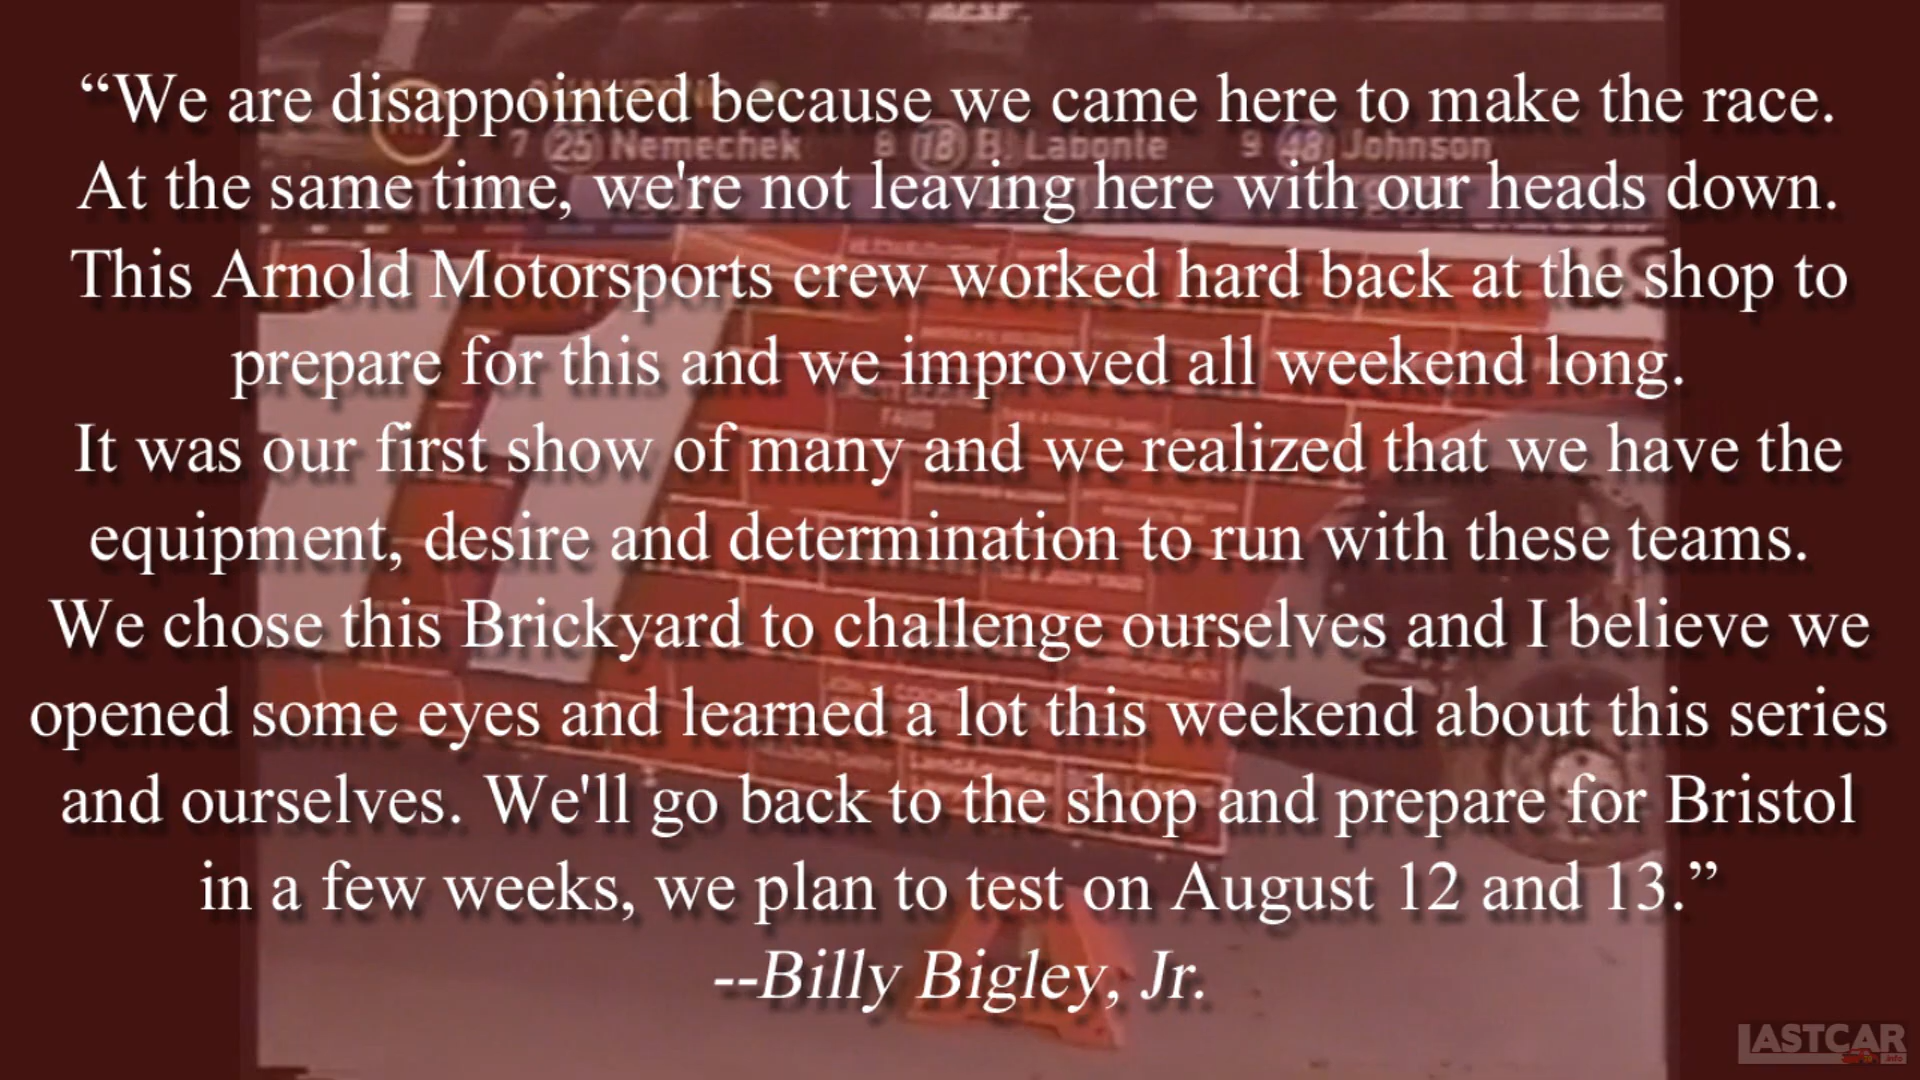 “We are disappointed because we came here to make the race.
At the same time, we're not leaving here with our heads down.
This Arnold Motorsports crew worked hard back at the shop to
prepare for this and we improved all weekend long.
It was our first show of many and we realized that we have the
equipment, desire and determination to run with these teams.
We chose this Brickyard to challenge ourselves and I believe we
opened some eyes and learned a lot this weekend about this series
and ourselves. We'll go back to the shop and prepare for Bristol
in a few weeks, we plan to test on August 12 and 13.”
--Billy Bigley, Jr.
7 25 Nemechek 8 18 B. Labonte 9 48 Johnson
LASTCAR
.info